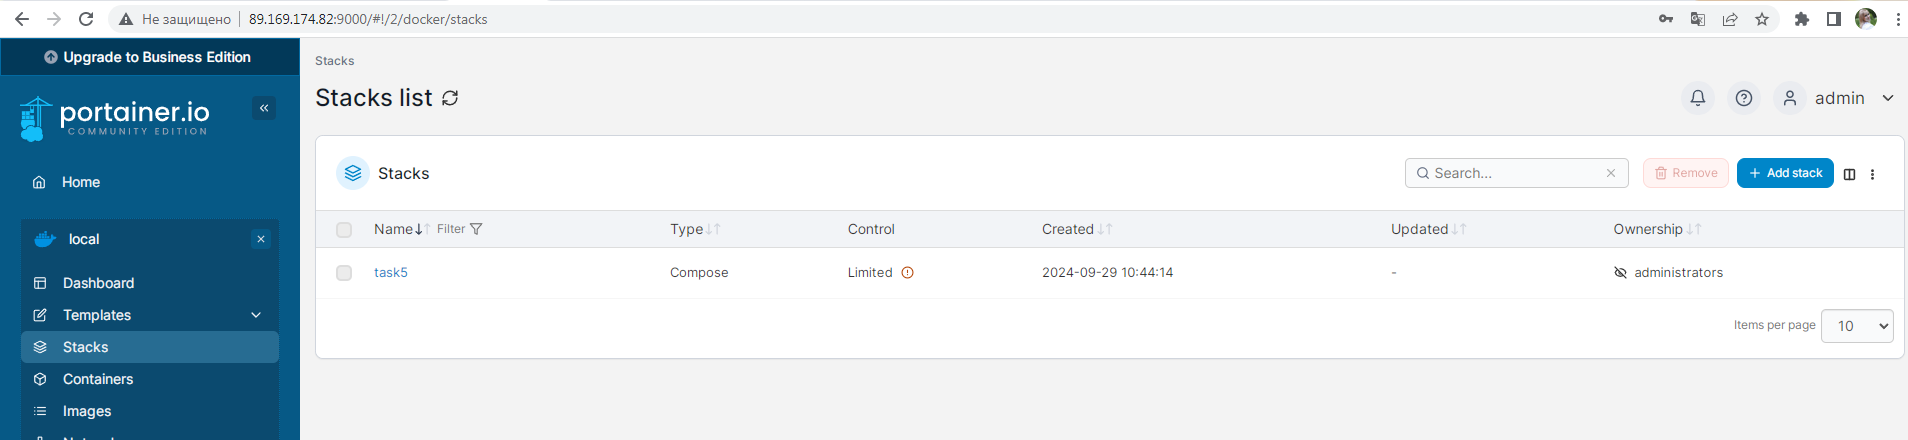 Не защищено | 89.169.174.82:9000/#!/2/docker/stacks
Upgrade to Business Edition
portainer.io
COMMUNITY EDITION
Home
local
Dashboard
Templates
Stacks
Containers
Images
Stacks
Stacks list
admin
Stacks
Search...
Remove
Add stack
Name Filter Type Control Created Updated Ownership
task5 Compose Limited 2024-09-29 10:44:14 - administrators
Items per page 10